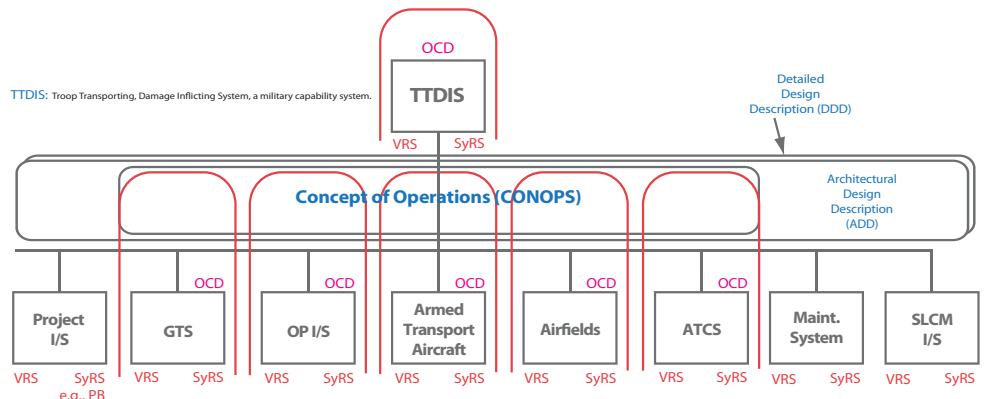 OCD
TTDIS
TTDIS: Troop Transporting, Damage Inflicting System, a military capability system.
VRS SyRS
Detailed
Design
Description (DDD)
Concept of Operations (CONOPS)
Architectural
Design
Description
(ADD)
OCD OCD OCD OCD OCD
Project
I/S
GTS
OP I/S
Armed
Transport
Aircraft
Airfields
ATCS
Maint.
System
SLCM
I/S
VRS SyRS VRS SyRS VRS SyRS VRS SyRS VRS SyRS VRS SyRS VRS SyRS VRS SyRS
e.g., PB